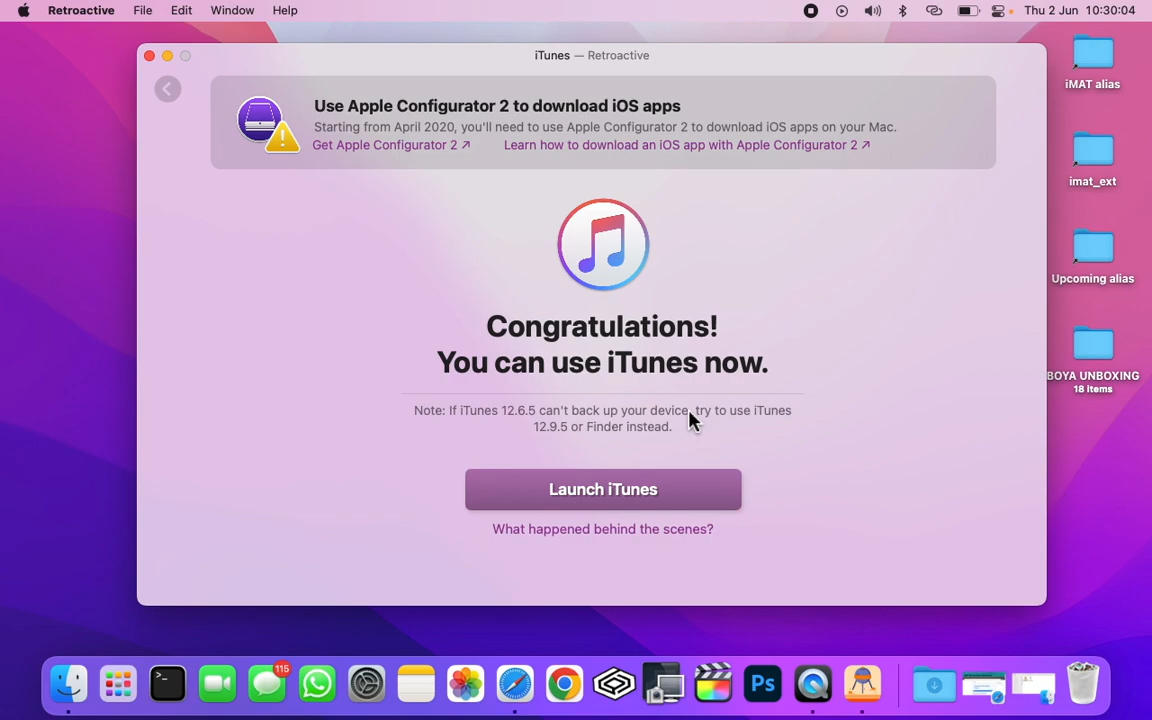 Retroactive File Edit Window Help Thu 2 Jun 10:30:04
iTunes — Retroactive
Use Apple Configurator 2 to download iOS apps
Starting from April 2020, you'll need to use Apple Configurator 2 to download iOS apps on your Mac.
Get Apple Configurator 2 ↗ Learn how to download an iOS app with Apple Configurator 2 ↗
Congratulations!
You can use iTunes now.
Note: If iTunes 12.6.5 can't back up your device, try to use iTunes
12.9.5 or Finder instead.
Launch iTunes
What happened behind the scenes?
iMAT alias
imat_ext
Upcoming alias
BOYA UNBOXING
18 items
115
Ps